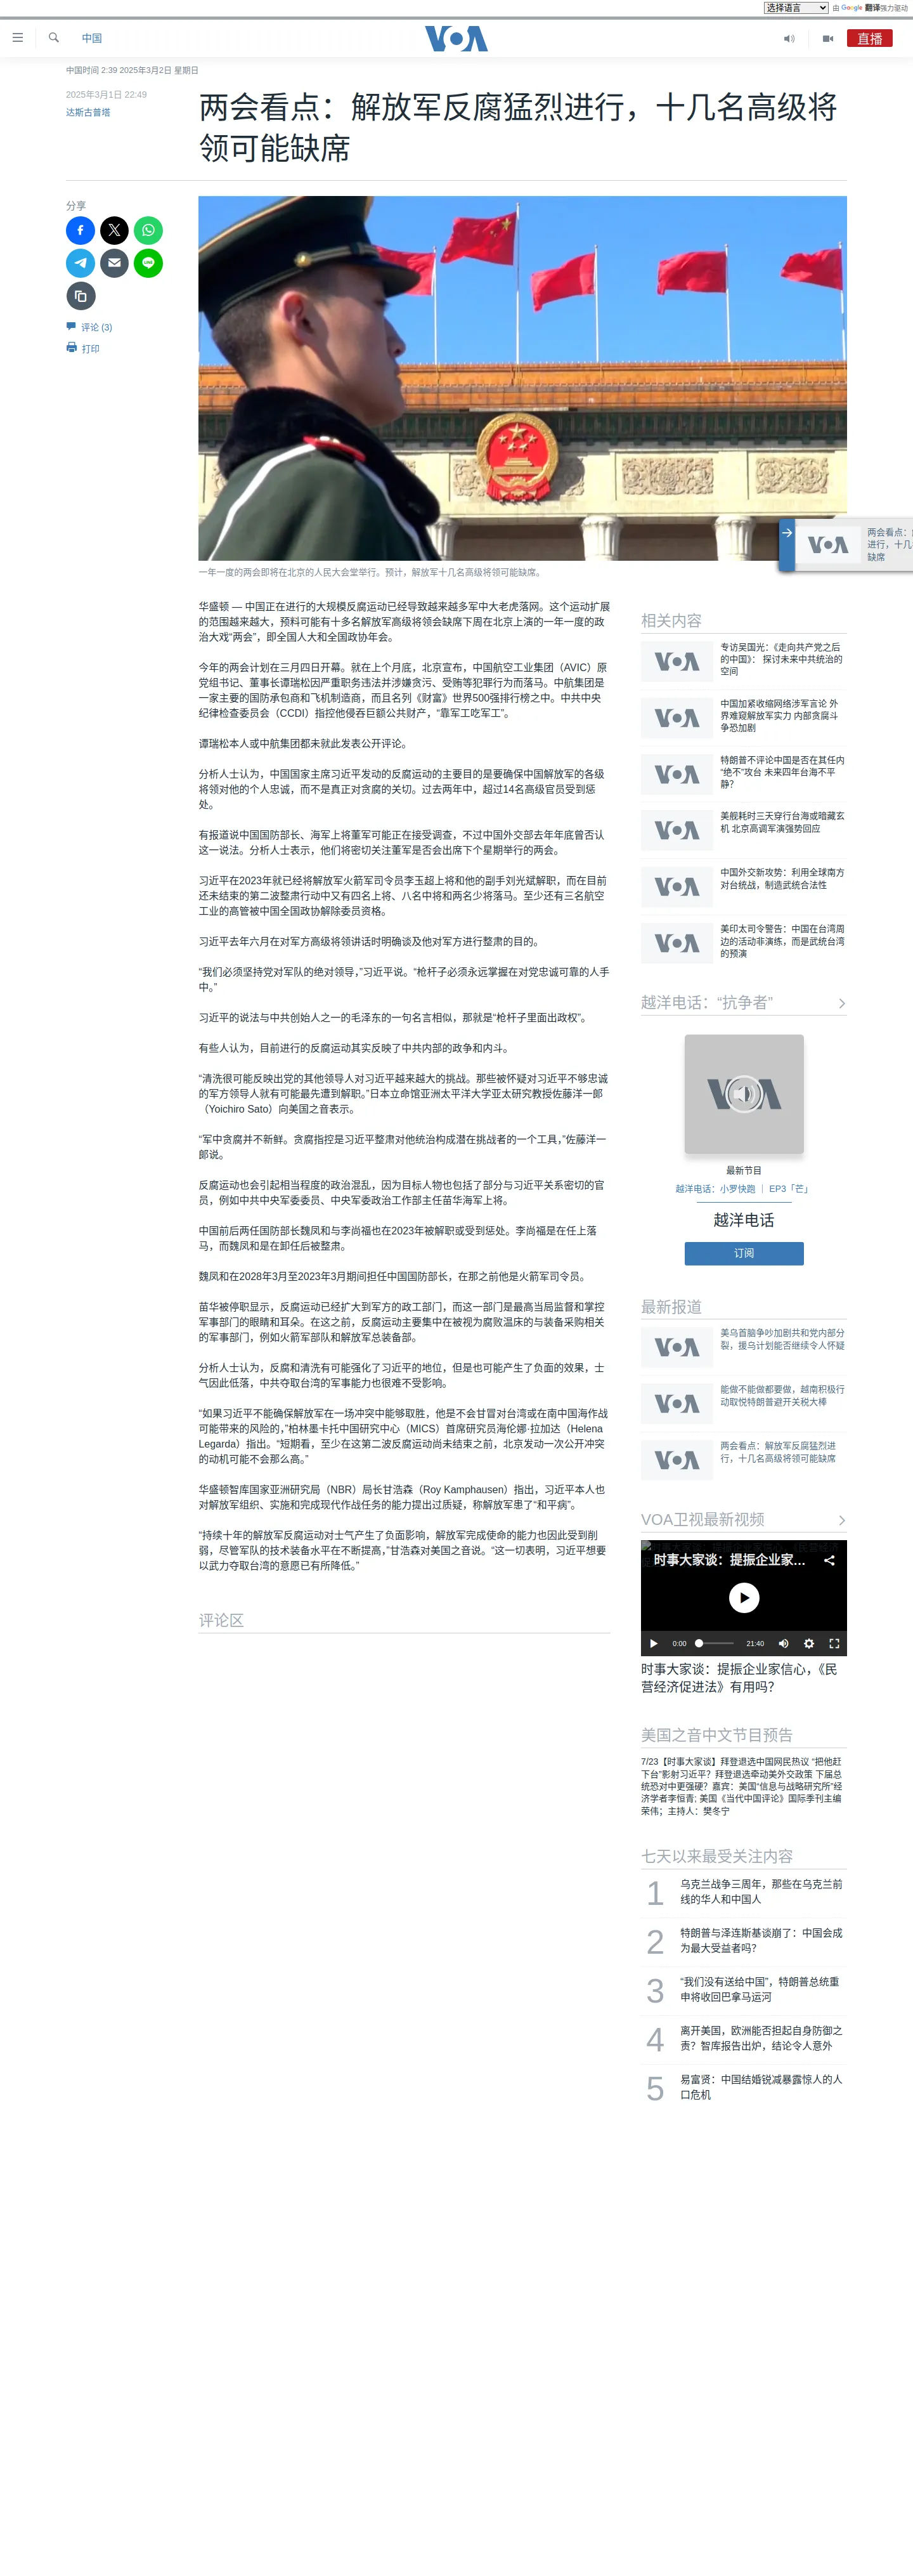 选择语言 由 Google 翻译强力驱动
中国 VOA 直播
中国时间 2:39 2025年3月2日 星期日
2025年3月1日 22:49
达斯古普塔
两会看点：解放军反腐猛烈进行，十几名高级将
领可能缺席
分享
评论 (3)
打印
一年一度的两会即将在北京的人民大会堂举行。预计，解放军十几名高级将领可能缺席。
VOA
两会看点：
进行，十几
缺席
华盛顿 — 中国正在进行的大规模反腐运动已经导致越来越多军中大老虎落网。这个运动扩展
的范围越来越大，预料可能有十多名解放军高级将领会缺席下周在北京上演的一年一度的政
治大戏“两会”，即全国人大和全国政协年会。
今年的两会计划在三月四日开幕。就在上个月底，北京宣布，中国航空工业集团（AVIC）原
党组书记、董事长谭瑞松因严重职务违法并涉嫌贪污、受贿等犯罪行为而落马。中航集团是
一家主要的国防承包商和飞机制造商，而且名列《财富》世界500强排行榜之中。中共中央
纪律检查委员会（CCDI）指控他侵吞巨额公共财产，“靠军工吃军工”。
谭瑞松本人或中航集团都未就此发表公开评论。
分析人士认为，中国国家主席习近平发动的反腐运动的主要目的是要确保中国解放军的各级
将领对他的个人忠诚，而不是真正对贪腐的关切。过去两年中，超过14名高级官员受到惩
处。
有报道说中国国防部长、海军上将董军可能正在接受调查，不过中国外交部去年年底曾否认
这一说法。分析人士表示，他们将密切关注董军是否会出席下个星期举行的两会。
习近平在2023年就已经将解放军火箭军司令员李玉超上将和他的副手刘光斌解职，而在目前
还未结束的第二波整肃行动中又有四名上将、八名中将和两名少将落马。至少还有三名航空
工业的高管被中国全国政协解除委员资格。
习近平去年六月在对军方高级将领讲话时明确谈及他对军方进行整肃的目的。
“我们必须坚持党对军队的绝对领导，”习近平说。“枪杆子必须永远掌握在对党忠诚可靠的人手
中。”
习近平的说法与中共创始人之一的毛泽东的一句名言相似，那就是“枪杆子里面出政权”。
有些人认为，目前进行的反腐运动其实反映了中共内部的政争和内斗。
“清洗很可能反映出党的其他领导人对习近平越来越大的挑战。那些被怀疑对习近平不够忠诚
的军方领导人就有可能最先遭到解职。”日本立命馆亚洲太平洋大学亚太研究教授佐藤洋一郞
（Yoichiro Sato）向美国之音表示。
“军中贪腐并不新鲜。贪腐指控是习近平整肃对他统治构成潜在挑战者的一个工具，”佐藤洋一
郞说。
反腐运动也会引起相当程度的政治混乱，因为目标人物也包括了部分与习近平关系密切的官
员，例如中共中央军委委员、中央军委政治工作部主任苗华海军上将。
中国前后两任国防部长魏凤和与李尚福也在2023年被解职或受到惩处。李尚福是在任上落
马，而魏凤和是在卸任后被整肃。
魏凤和在2028年3月至2023年3月期间担任中国国防部长，在那之前他是火箭军司令员。
苗华被停职显示，反腐运动已经扩大到军方的政工部门，而这一部门是最高当局监督和掌控
军事部门的眼睛和耳朵。在这之前，反腐运动主要集中在被视为腐败温床的与装备采购相关
的军事部门，例如火箭军部队和解放军总装备部。
分析人士认为，反腐和清洗有可能强化了习近平的地位，但是也可能产生了负面的效果，士
气因此低落，中共夺取台湾的军事能力也很难不受影响。
“如果习近平不能确保解放军在一场冲突中能够取胜，他是不会甘冒对台湾或在南中国海作战
可能带来的风险的，”柏林墨卡托中国研究中心（MICS）首席研究员海伦娜·拉加达（Helena
Legarda）指出。“短期看，至少在这第二波反腐运动尚未结束之前，北京发动一次公开冲突
的动机可能不会那么高。”
华盛顿智库国家亚洲研究局（NBR）局长甘浩森（Roy Kamphausen）指出，习近平本人也
对解放军组织、实施和完成现代作战任务的能力提出过质疑，称解放军患了“和平病”。
“持续十年的解放军反腐运动对士气产生了负面影响，解放军完成使命的能力也因此受到削
弱，尽管军队的技术装备水平在不断提高，”甘浩森对美国之音说。“这一切表明，习近平想要
以武力夺取台湾的意愿已有所降低。”
评论区
相关内容
VOA
专访吴国光：《走向共产党之后
的中国》： 探讨未来中共统治的
空间
VOA
中国加紧收缩网络涉军言论 外
界难窥解放军实力 内部贪腐斗
争恐加剧
VOA
特朗普不评论中国是否在其任内
“绝不”攻台 未来四年台海不平
静？
VOA
美舰耗时三天穿行台海或暗藏玄
机 北京高调军演强势回应
VOA
中国外交新攻势：利用全球南方
对台统战，制造武统合法性
VOA
美印太司令警告：中国在台湾周
边的活动非演练，而是武统台湾
的预演
越洋电话：“抗争者”
VOA
最新节目
越洋电话：小罗快跑 ｜ EP3「芒」
越洋电话
订阅
最新报道
VOA
美乌首脑争吵加剧共和党内部分
裂，援乌计划能否继续令人怀疑
VOA
能做不能做都要做，越南积极行
动取悦特朗普避开关税大棒
VOA
两会看点：解放军反腐猛烈进
行，十几名高级将领可能缺席
VOA卫视最新视频
时事大家谈：提振企业家...
0:00 21:40
时事大家谈：提振企业家信心，《民
营经济促进法》有用吗？
美国之音中文节目预告
7/23【时事大家谈】拜登退选中国网民热议 “把他赶
下台”影射习近平？拜登退选牵动美外交政策 下届总
统恐对中更强硬？嘉宾：美国“信息与战略研究所”经
济学者李恒青; 美国《当代中国评论》国际季刊主编
荣伟；主持人：樊冬宁
七天以来最受关注内容
1 乌克兰战争三周年，那些在乌克兰前
线的华人和中国人
2 特朗普与泽连斯基谈崩了：中国会成
为最大受益者吗？
3 “我们没有送给中国”，特朗普总统重
申将收回巴拿马运河
4 离开美国，欧洲能否担起自身防御之
责？智库报告出炉，结论令人意外
5 易富贤：中国结婚锐减暴露惊人的人
口危机